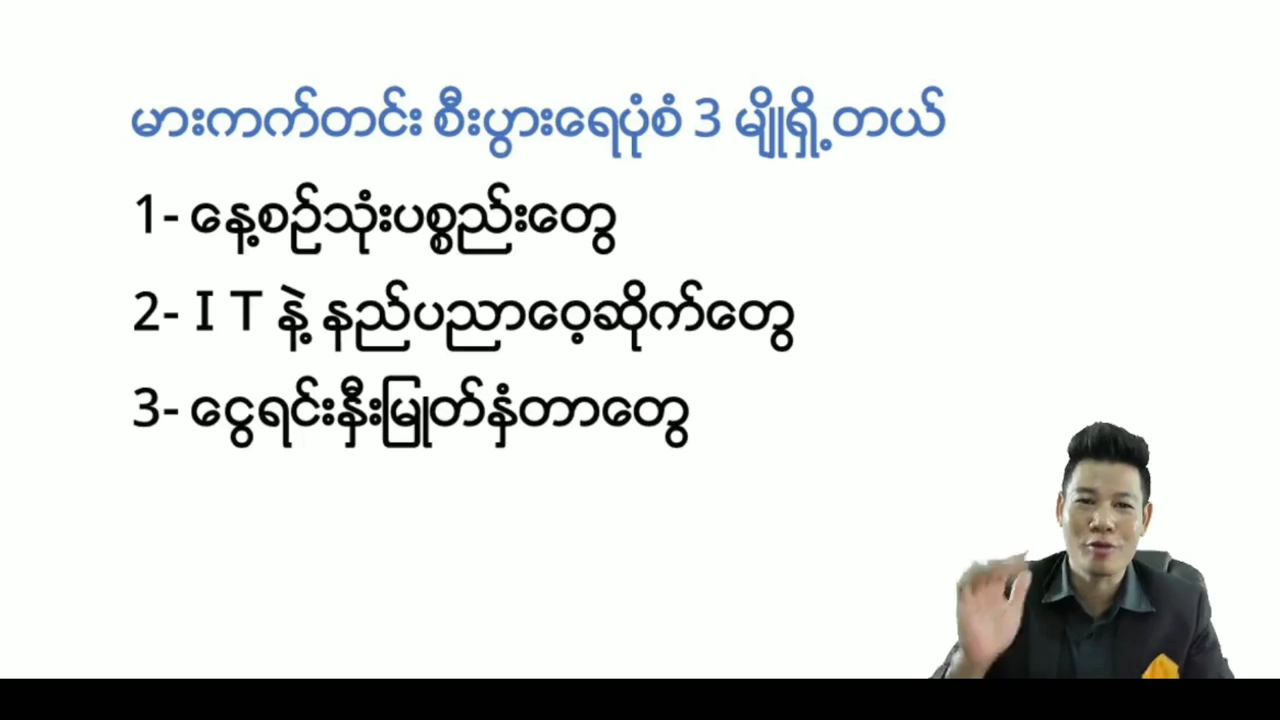 မားကက်တင်း စီးပွားရေပုံစံ 3 မျိုရှိ့တယ်
1- နေ့စဉ်သုံးပစ္စည်းတွေ
2- I T နဲ့ နည်ပညာဝေ့ဆိုက်တွေ
3- ငွေရင်းနှီးမြုတ်နှံတာတွေ